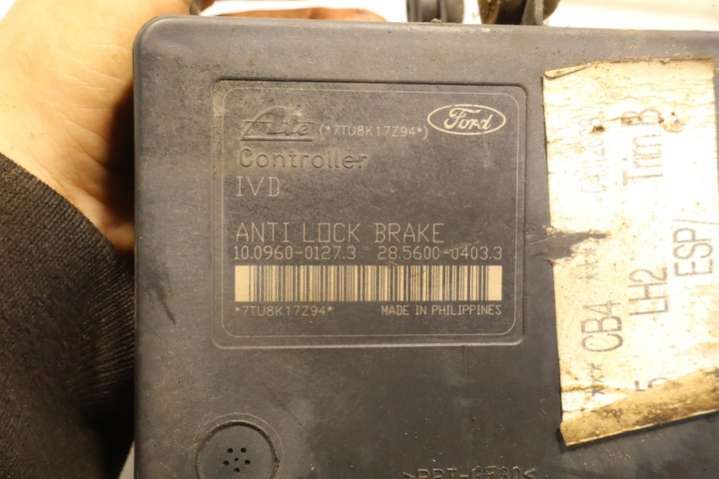 Ate (*7TU8K17Z94*) Ford
Controller
IVD
ANTI LOCK BRAKE
10.0960-0127.3 28.5600-0403.3
*7TU8K17Z94* MADE IN PHILIPPINES
*** CB4 ***
5 LH2 Trim B
ESP/